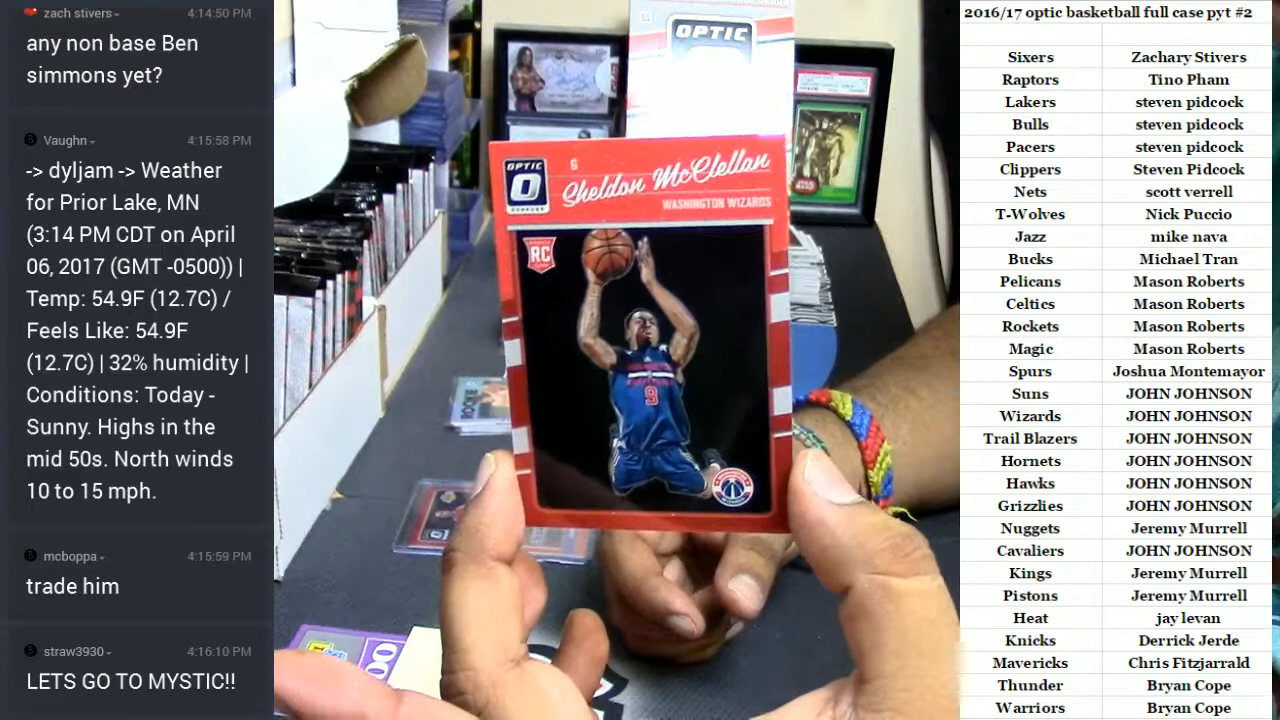 zach stivers 4:14:50 PM
any non base Ben
simmons yet?
Vaughn 4:15:58 PM
-> dyljam -> Weather
for Prior Lake, MN
(3:14 PM CDT on April
06, 2017 (GMT -0500)) |
Temp: 54.9F (12.7C) /
Feels Like: 54.9F
(12.7C) | 32% humidity |
Conditions: Today -
Sunny. Highs in the
mid 50s. North winds
10 to 15 mph.
mcboppa 4:15:59 PM
trade him
straw3930 4:16:10 PM
LETS GO TO MYSTIC!!
OPTIC
OPTIC
O
6
Sheldon McClellan
WASHINGTON WIZARDS
RC
9
2016/17 optic basketball full case pyt #2
Sixers Zachary Stivers
Raptors Tino Pham
Lakers steven pidcock
Bulls steven pidcock
Pacers steven pidcock
Clippers Steven Pidcock
Nets scott verrell
T-Wolves Nick Puccio
Jazz mike nava
Bucks Michael Tran
Pelicans Mason Roberts
Celtics Mason Roberts
Rockets Mason Roberts
Magic Mason Roberts
Spurs Joshua Montemayor
Suns JOHN JOHNSON
Wizards JOHN JOHNSON
Trail Blazers JOHN JOHNSON
Hornets JOHN JOHNSON
Hawks JOHN JOHNSON
Grizzlies JOHN JOHNSON
Nuggets Jeremy Murrell
Cavaliers JOHN JOHNSON
Kings Jeremy Murrell
Pistons Jeremy Murrell
Heat jay levan
Knicks Derrick Jerde
Mavericks Chris Fitzjarrald
Thunder Bryan Cope
Warriors Bryan Cope